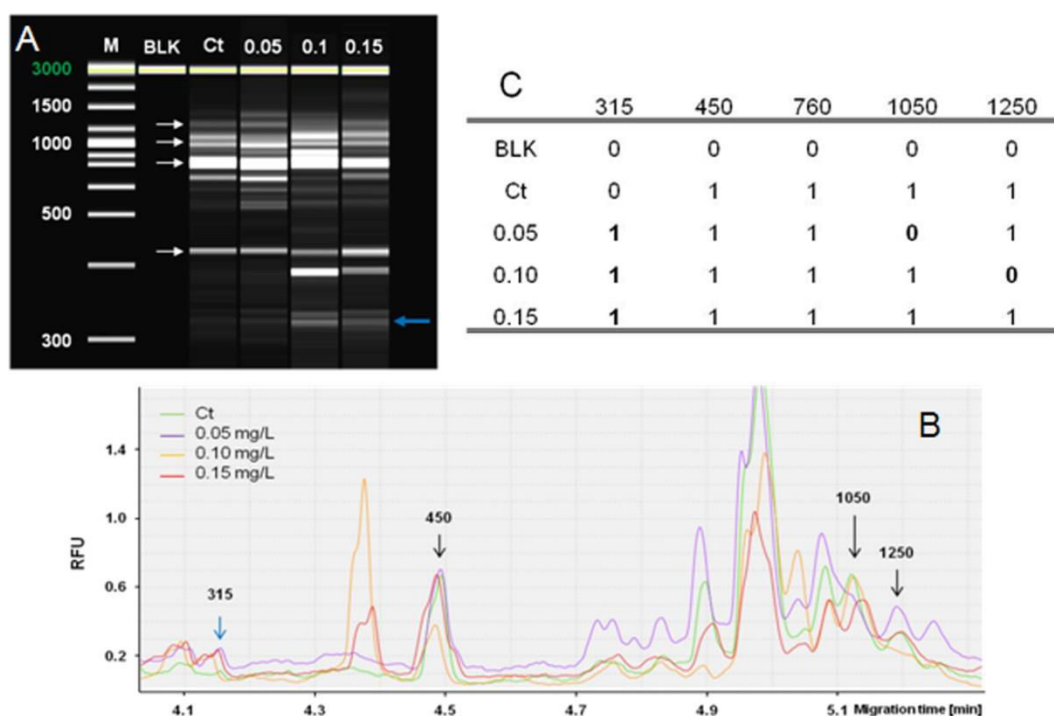 A
M BLK Ct 0.05 0.1 0.15
3000
1500
1000
500
300
C
315 450 760 1050 1250
BLK 0 0 0 0 0
Ct 0 1 1 1 1
0.05 1 1 1 0 1
0.10 1 1 1 1 0
0.15 1 1 1 1 1
B
Ct
0.05 mg/L
0.10 mg/L
0.15 mg/L
315
450
1050
1250
RFU
1.4
1.0
0.6
0.2
4.1 4.3 4.5 4.7 4.9 5.1 Migration time [min]